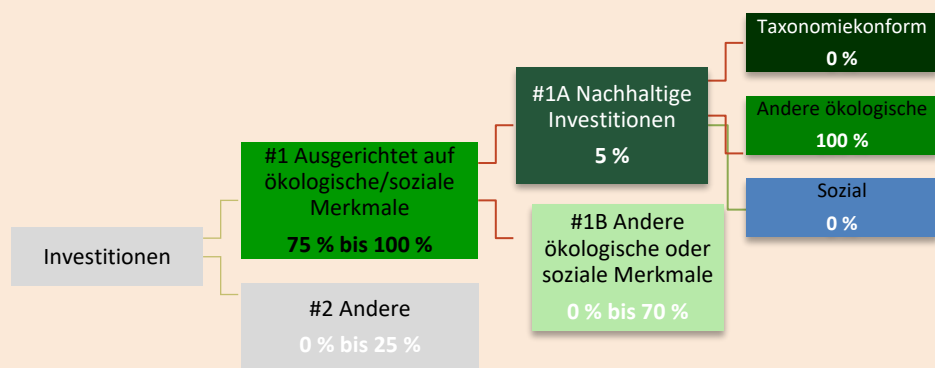 Investitionen
#1 Ausgerichtet auf
ökologische/soziale
Merkmale
75 % bis 100 %
#2 Andere
0 % bis 25 %
#1A Nachhaltige
Investitionen
5 %
#1B Andere
ökologische oder
soziale Merkmale
0 % bis 70 %
Taxonomiekonform
0 %
Andere ökologische
100 %
Sozial
0 %